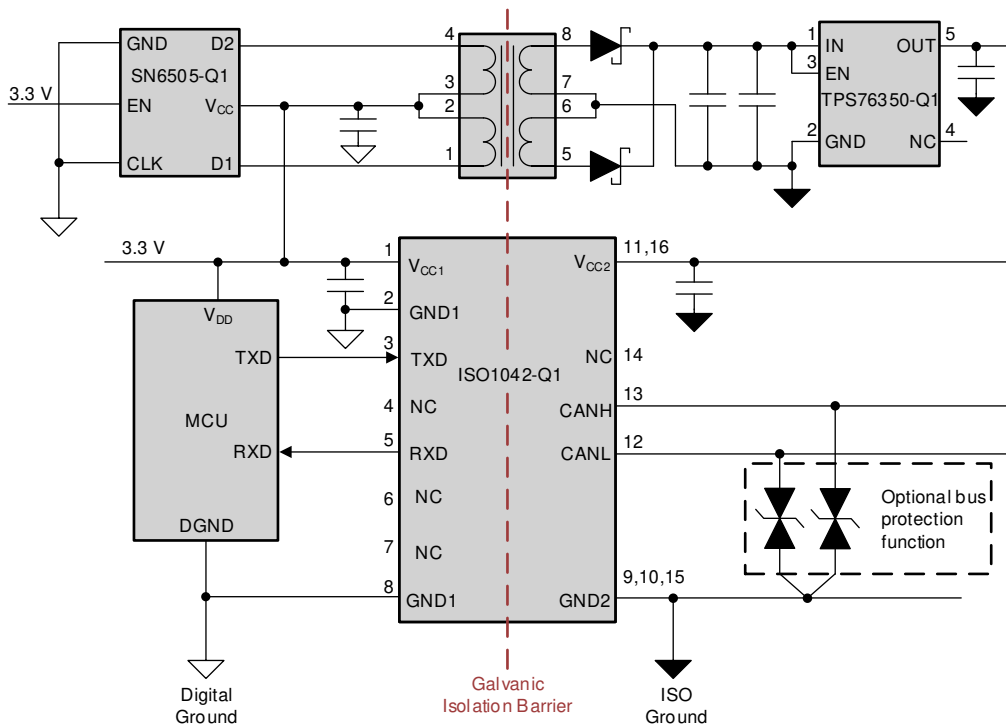 GND D2 4 8 1 IN OUT 5
SN6505-Q1
3 EN
3.3 V EN VCC 3 7 TPS76350-Q1
2 6
2 GND NC 4
CLK D1 1 5
3.3 V 1 VCC1 VCC2 11,16
2 GND1
VDD
TXD 3 TXD NC 14
ISO1042-Q1
MCU 4 NC CANH 13
RXD 5 RXD CANL 12
6 NC
Optional bus
protection
function
DGND 7 NC
8 GND1 GND2 9,10,15
Digital
Ground
Galvanic
Isolation Barrier
ISO
Ground